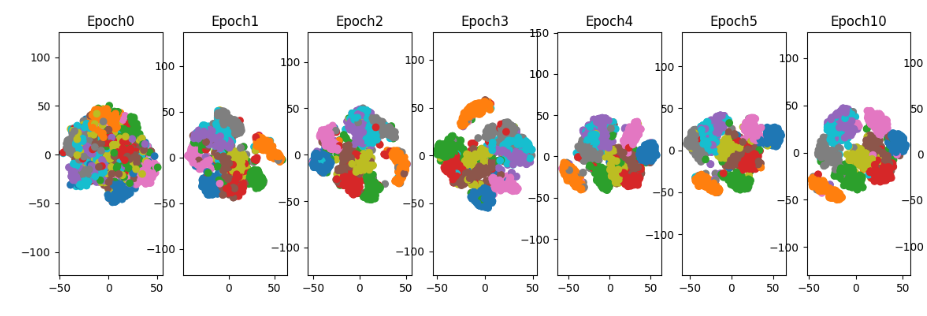 Epoch0 Epoch1 Epoch2 Epoch3 Epoch4 Epoch5 Epoch10
150
100 100 100 100 100 100 100 100
50 50 50 50 50 50 50 50
0 0 0 0 0 0 0 0
−50 −50 −50 −50 −50 −50 −50 −50
−100 −100 −100 −100 −100 −100 −100 −100
−50 0 50 0 50 −50 0 50 −50 0 50 −50 0 50 −50 0 50 −50 0 50